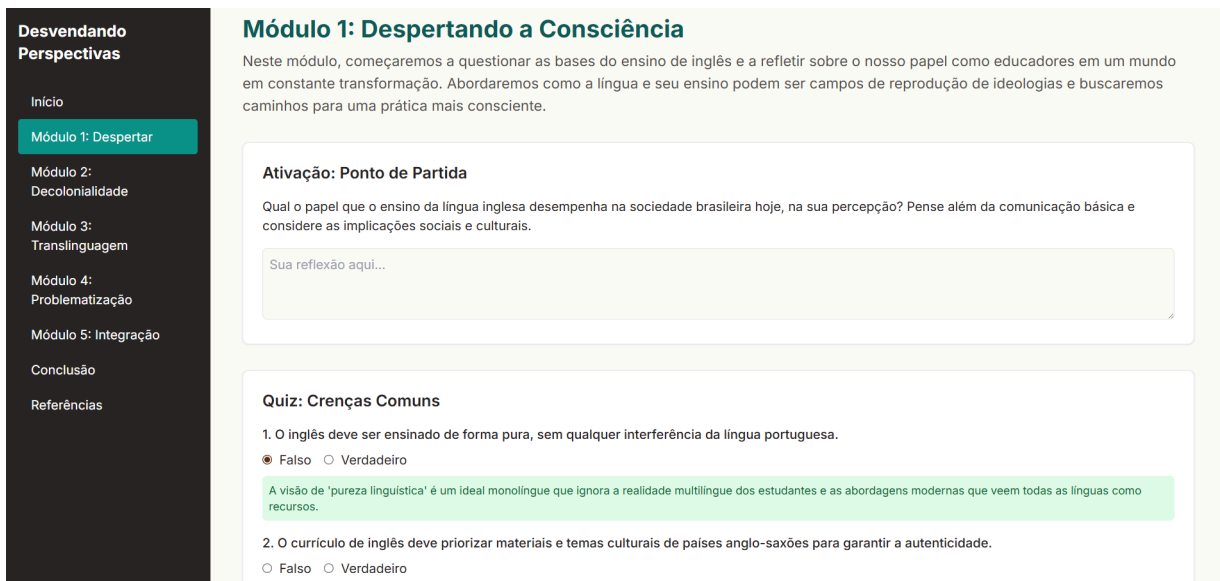 Desvendando
Perspectivas
Início
Módulo 1: Despertar
Módulo 2:
Decolonialidade
Módulo 3:
Translinguagem
Módulo 4:
Problematização
Módulo 5: Integração
Conclusão
Referências
Módulo 1: Despertando a Consciência
Neste módulo, começaremos a questionar as bases do ensino de inglês e a refletir sobre o nosso papel como educadores em um mundo
em constante transformação. Abordaremos como a língua e seu ensino podem ser campos de reprodução de ideologias e buscaremos
caminhos para uma prática mais consciente.
Ativação: Ponto de Partida
Qual o papel que o ensino da língua inglesa desempenha na sociedade brasileira hoje, na sua percepção? Pense além da comunicação básica e
considere as implicações sociais e culturais.
Sua reflexão aqui...
Quiz: Crenças Comuns
1. O inglês deve ser ensinado de forma pura, sem qualquer interferência da língua portuguesa.
Falso Verdadeiro
A visão de 'pureza linguística' é um ideal monolíngue que ignora a realidade multilíngue dos estudantes e as abordagens modernas que veem todas as línguas como
recursos.
2. O currículo de inglês deve priorizar materiais e temas culturais de países anglo-saxões para garantir a autenticidade.
Falso Verdadeiro